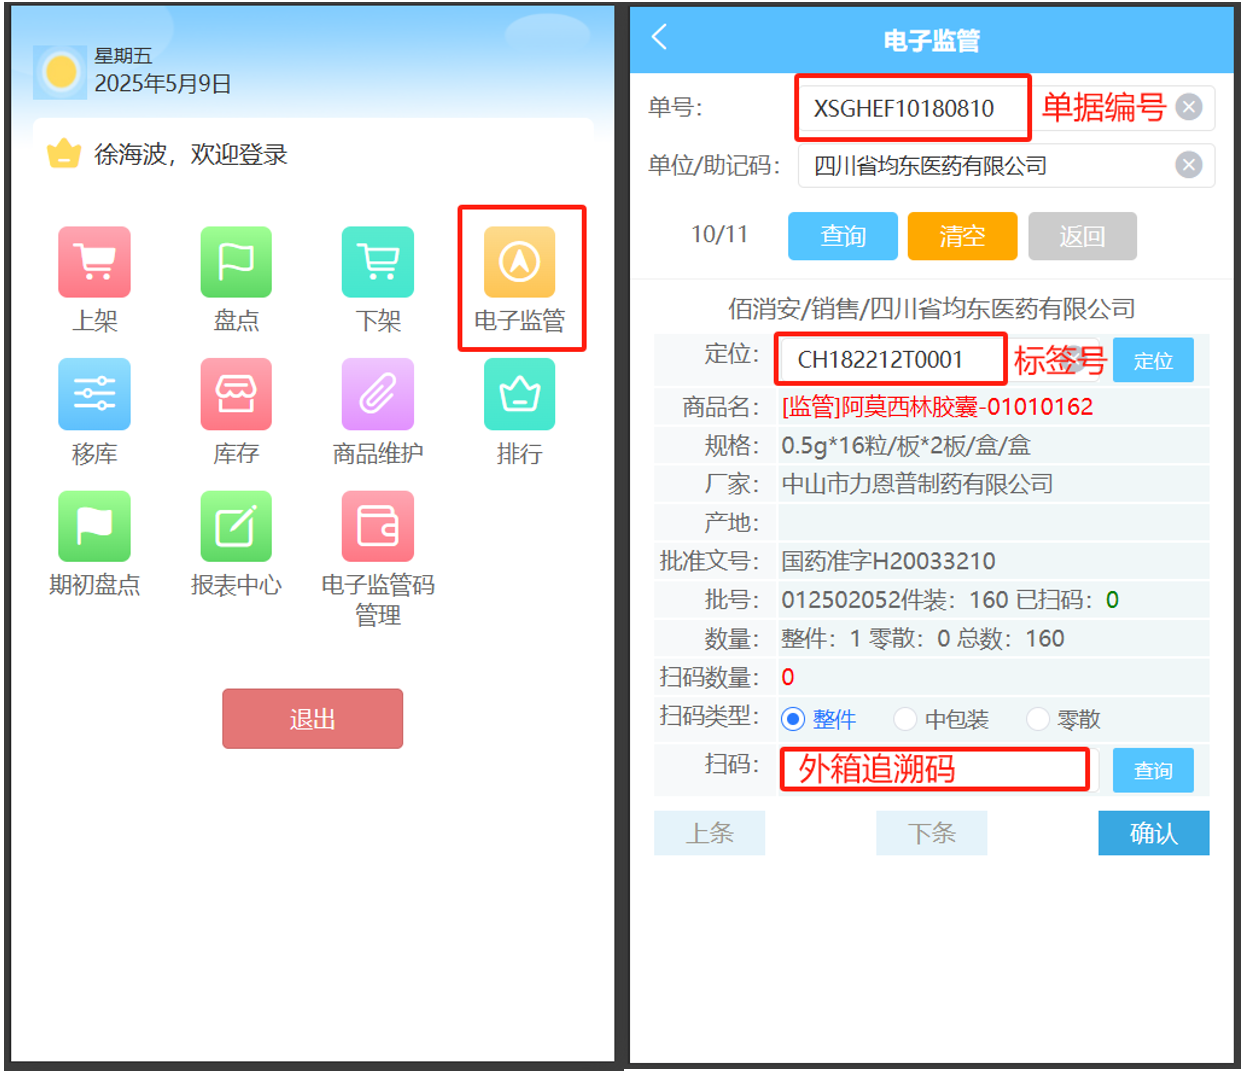 星期五
2025年5月9日
徐海波，欢迎登录
上架
盘点
下架
电子监管
移库
库存
商品维护
排行
期初盘点
报表中心
电子监管码
管理
退出
电子监管
单号：
XSGHEF10180810
单据编号
单位/助记码：
四川省均东医药有限公司
10/11
查询
清空
返回
佰消安/销售/四川省均东医药有限公司
定位：
CH182212T0001
标签号
定位
商品名：
[监管]阿莫西林胶囊-01010162
规格：
0.5g*16粒/板*2板/盒/盒
厂家：
中山市力恩普制药有限公司
产地：
批准文号：
国药准字H20033210
批号：
012502052件装：160 已扫码：0
数量：
整件：1 零散：0 总数：160
扫码数量：
0
扫码类型：
整件
中包装
零散
扫码：
外箱追溯码
查询
上条
下条
确认